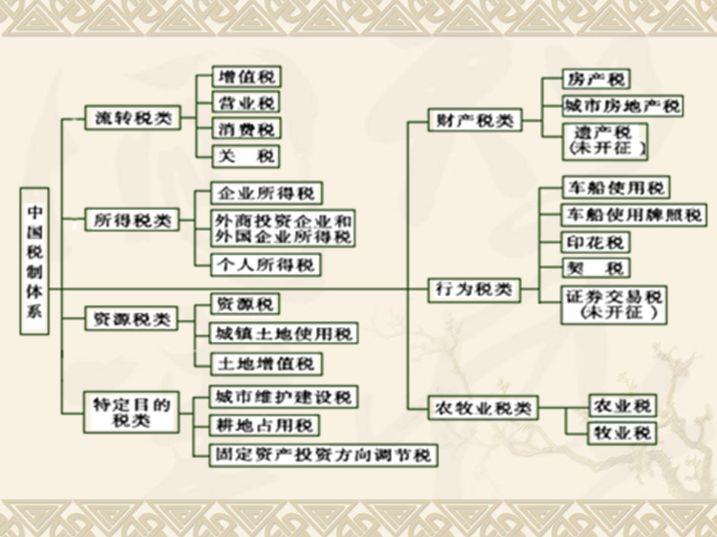 中国税制体系
流转税类
增值税
营业税
消费税
关 税
所得税类
企业所得税
外商投资企业和
外国企业所得税
个人所得税
资源税类
资源税
城镇土地使用税
土地增值税
特定目的
税类
城市维护建设税
耕地占用税
固定资产投资方向调节税
财产税类
房产税
城市房地产税
遗产税
(未开征)
行为税类
车船使用税
车船使用牌照税
印花税
契 税
证券交易税
(未开征)
农牧业税类
农业税
牧业税